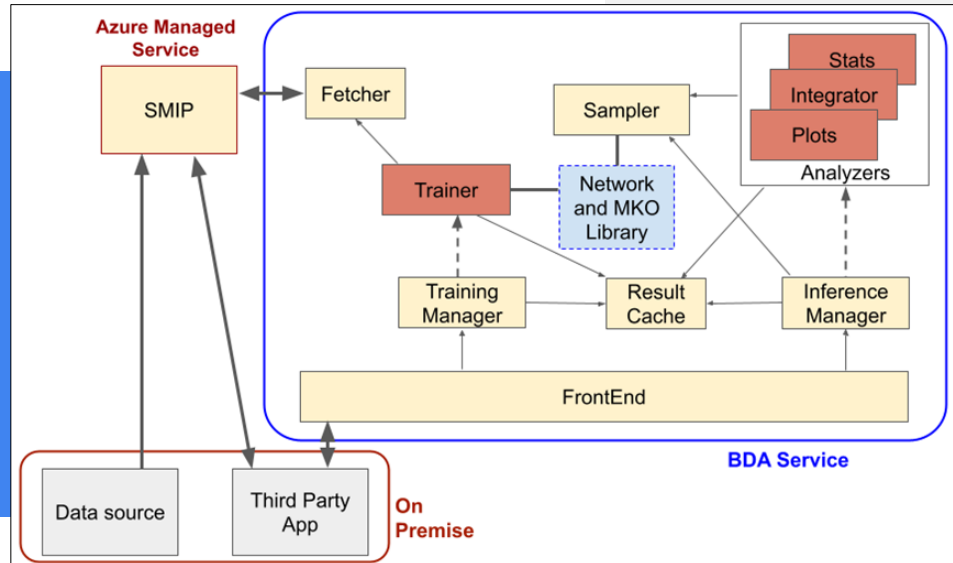 Azure Managed
Service
SMIP
Fetcher
Sampler
Stats
Integrator
Plots
Analyzers
Trainer
Network
and MKO
Library
Training
Manager
Result
Cache
Inference
Manager
FrontEnd
BDA Service
Data source
Third Party
App
On
Premise